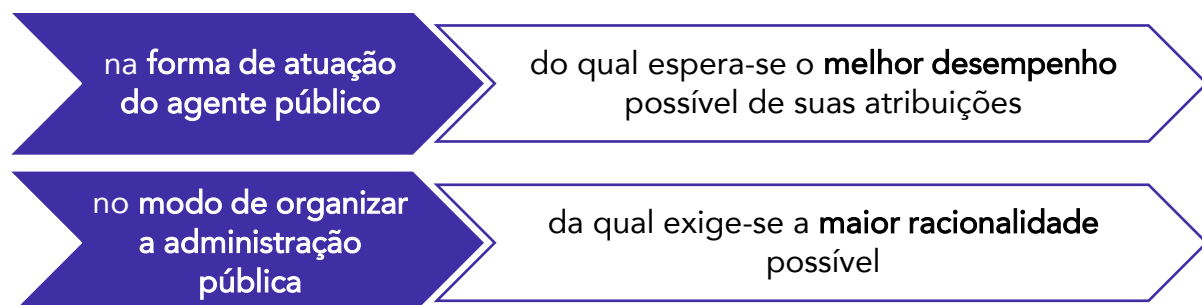 na forma de atuação
do agente público
do qual espera-se o melhor desempenho
possível de suas atribuições
no modo de organizar
a administração
pública
da qual exige-se a maior racionalidade
possível